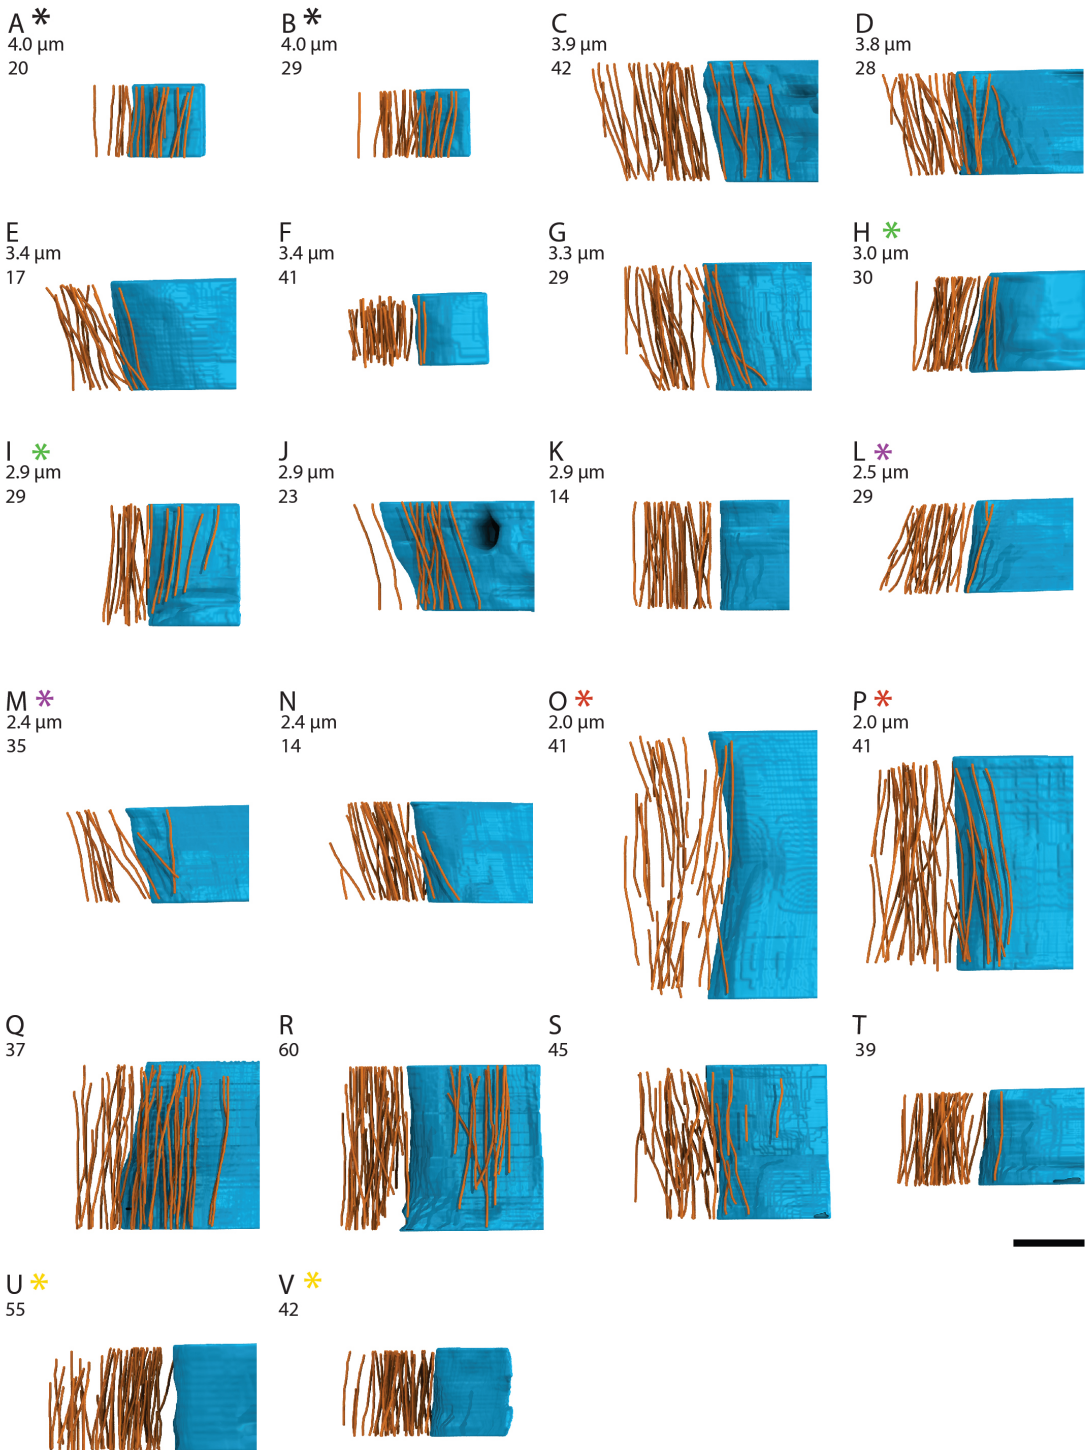 A *
4.0 µm
20
B *
4.0 µm
29
C
3.9 µm
42
D
3.8 µm
28
E
3.4 µm
17
F
3.4 µm
41
G
3.3 µm
29
H *
3.0 µm
30
I *
2.9 µm
29
J
2.9 µm
23
K
2.9 µm
14
L *
2.5 µm
29
M *
2.4 µm
35
N
2.4 µm
14
O *
2.0 µm
41
P *
2.0 µm
41
Q
37
R
60
S
45
T
39
U *
55
V *
42